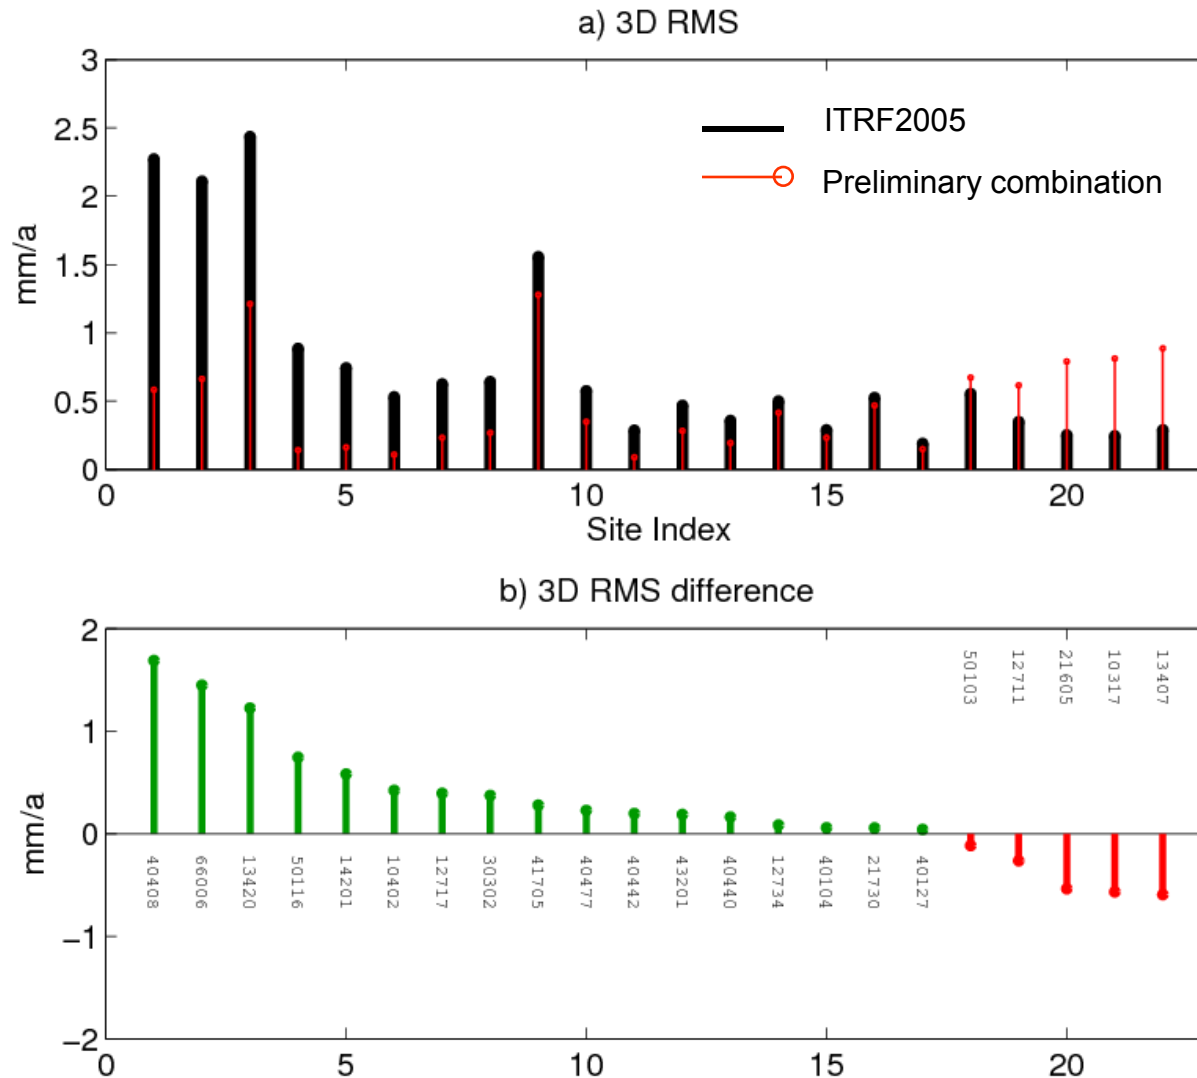 a) 3D RMS
3
2.5
2
1.5
1
0.5
0
mm/a
ITRF2005
Preliminary combination
0 5 10 15 20
Site Index
b) 3D RMS difference
2
1
0
−1
−2
mm/a
50103 12711 21605 10317 13407
40408 66006 13420 50116 14201 10402 12717 30302 41705 40477 40442 43201 40440 12734 40104 21730 40127
0 5 10 15 20